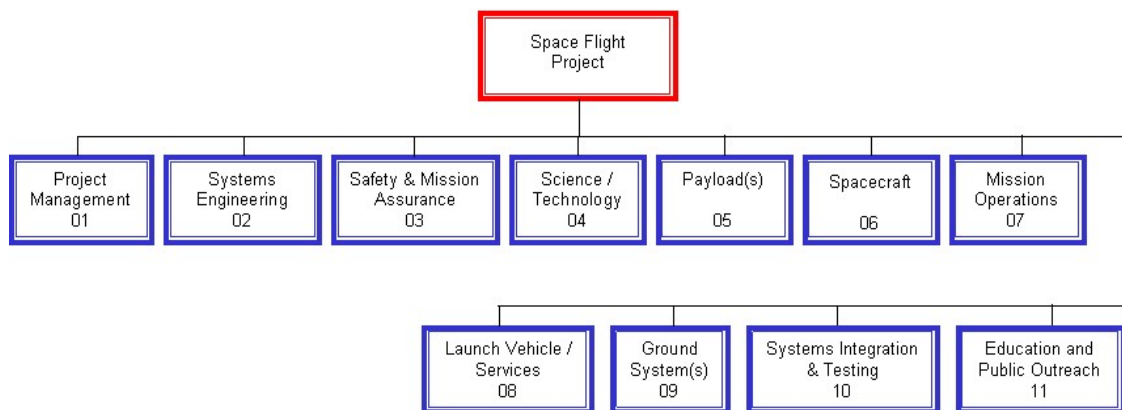 Space Flight
Project
Project
Management
01
Systems
Engineering
02
Safety & Mission
Assurance
03
Science /
Technology
04
Payload(s)
05
Spacecraft
06
Mission
Operations
07
Launch Vehicle /
Services
08
Ground
System(s)
09
Systems Integration
& Testing
10
Education and
Public Outreach
11